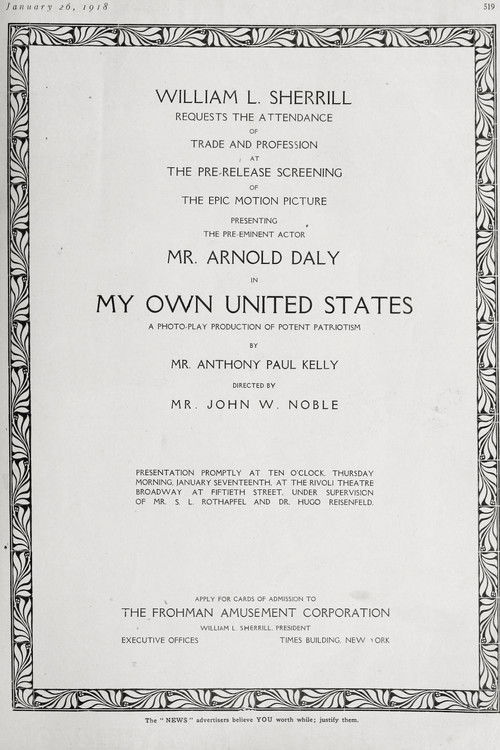 January 26, 1918
519
WILLIAM L. SHERRILL
REQUESTS THE ATTENDANCE
OF
TRADE AND PROFESSION
AT
THE PRE-RELEASE SCREENING
OF
THE EPIC MOTION PICTURE
PRESENTING
THE PRE-EMINENT ACTOR
MR. ARNOLD DALY
IN
MY OWN UNITED STATES
A PHOTO-PLAY PRODUCTION OF POTENT PATRIOTISM
BY
MR. ANTHONY PAUL KELLY
DIRECTED BY
MR. JOHN W. NOBLE
PRESENTATION PROMPTLY AT TEN O'CLOCK, THURSDAY
MORNING, JANUARY SEVENTEENTH, AT THE RIVOLI THEATRE
BROADWAY AT FIFTIETH STREET, UNDER SUPERVISION
OF MR. S. L. ROTHAPFEL AND DR. HUGO REISENFELD.
APPLY FOR CARDS OF ADMISSION TO
THE FROHMAN AMUSEMENT CORPORATION
WILLIAM L. SHERRILL, PRESIDENT
EXECUTIVE OFFICES TIMES BUILDING, NEW YORK
The "NEWS" advertisers believe YOU worth while; justify them.